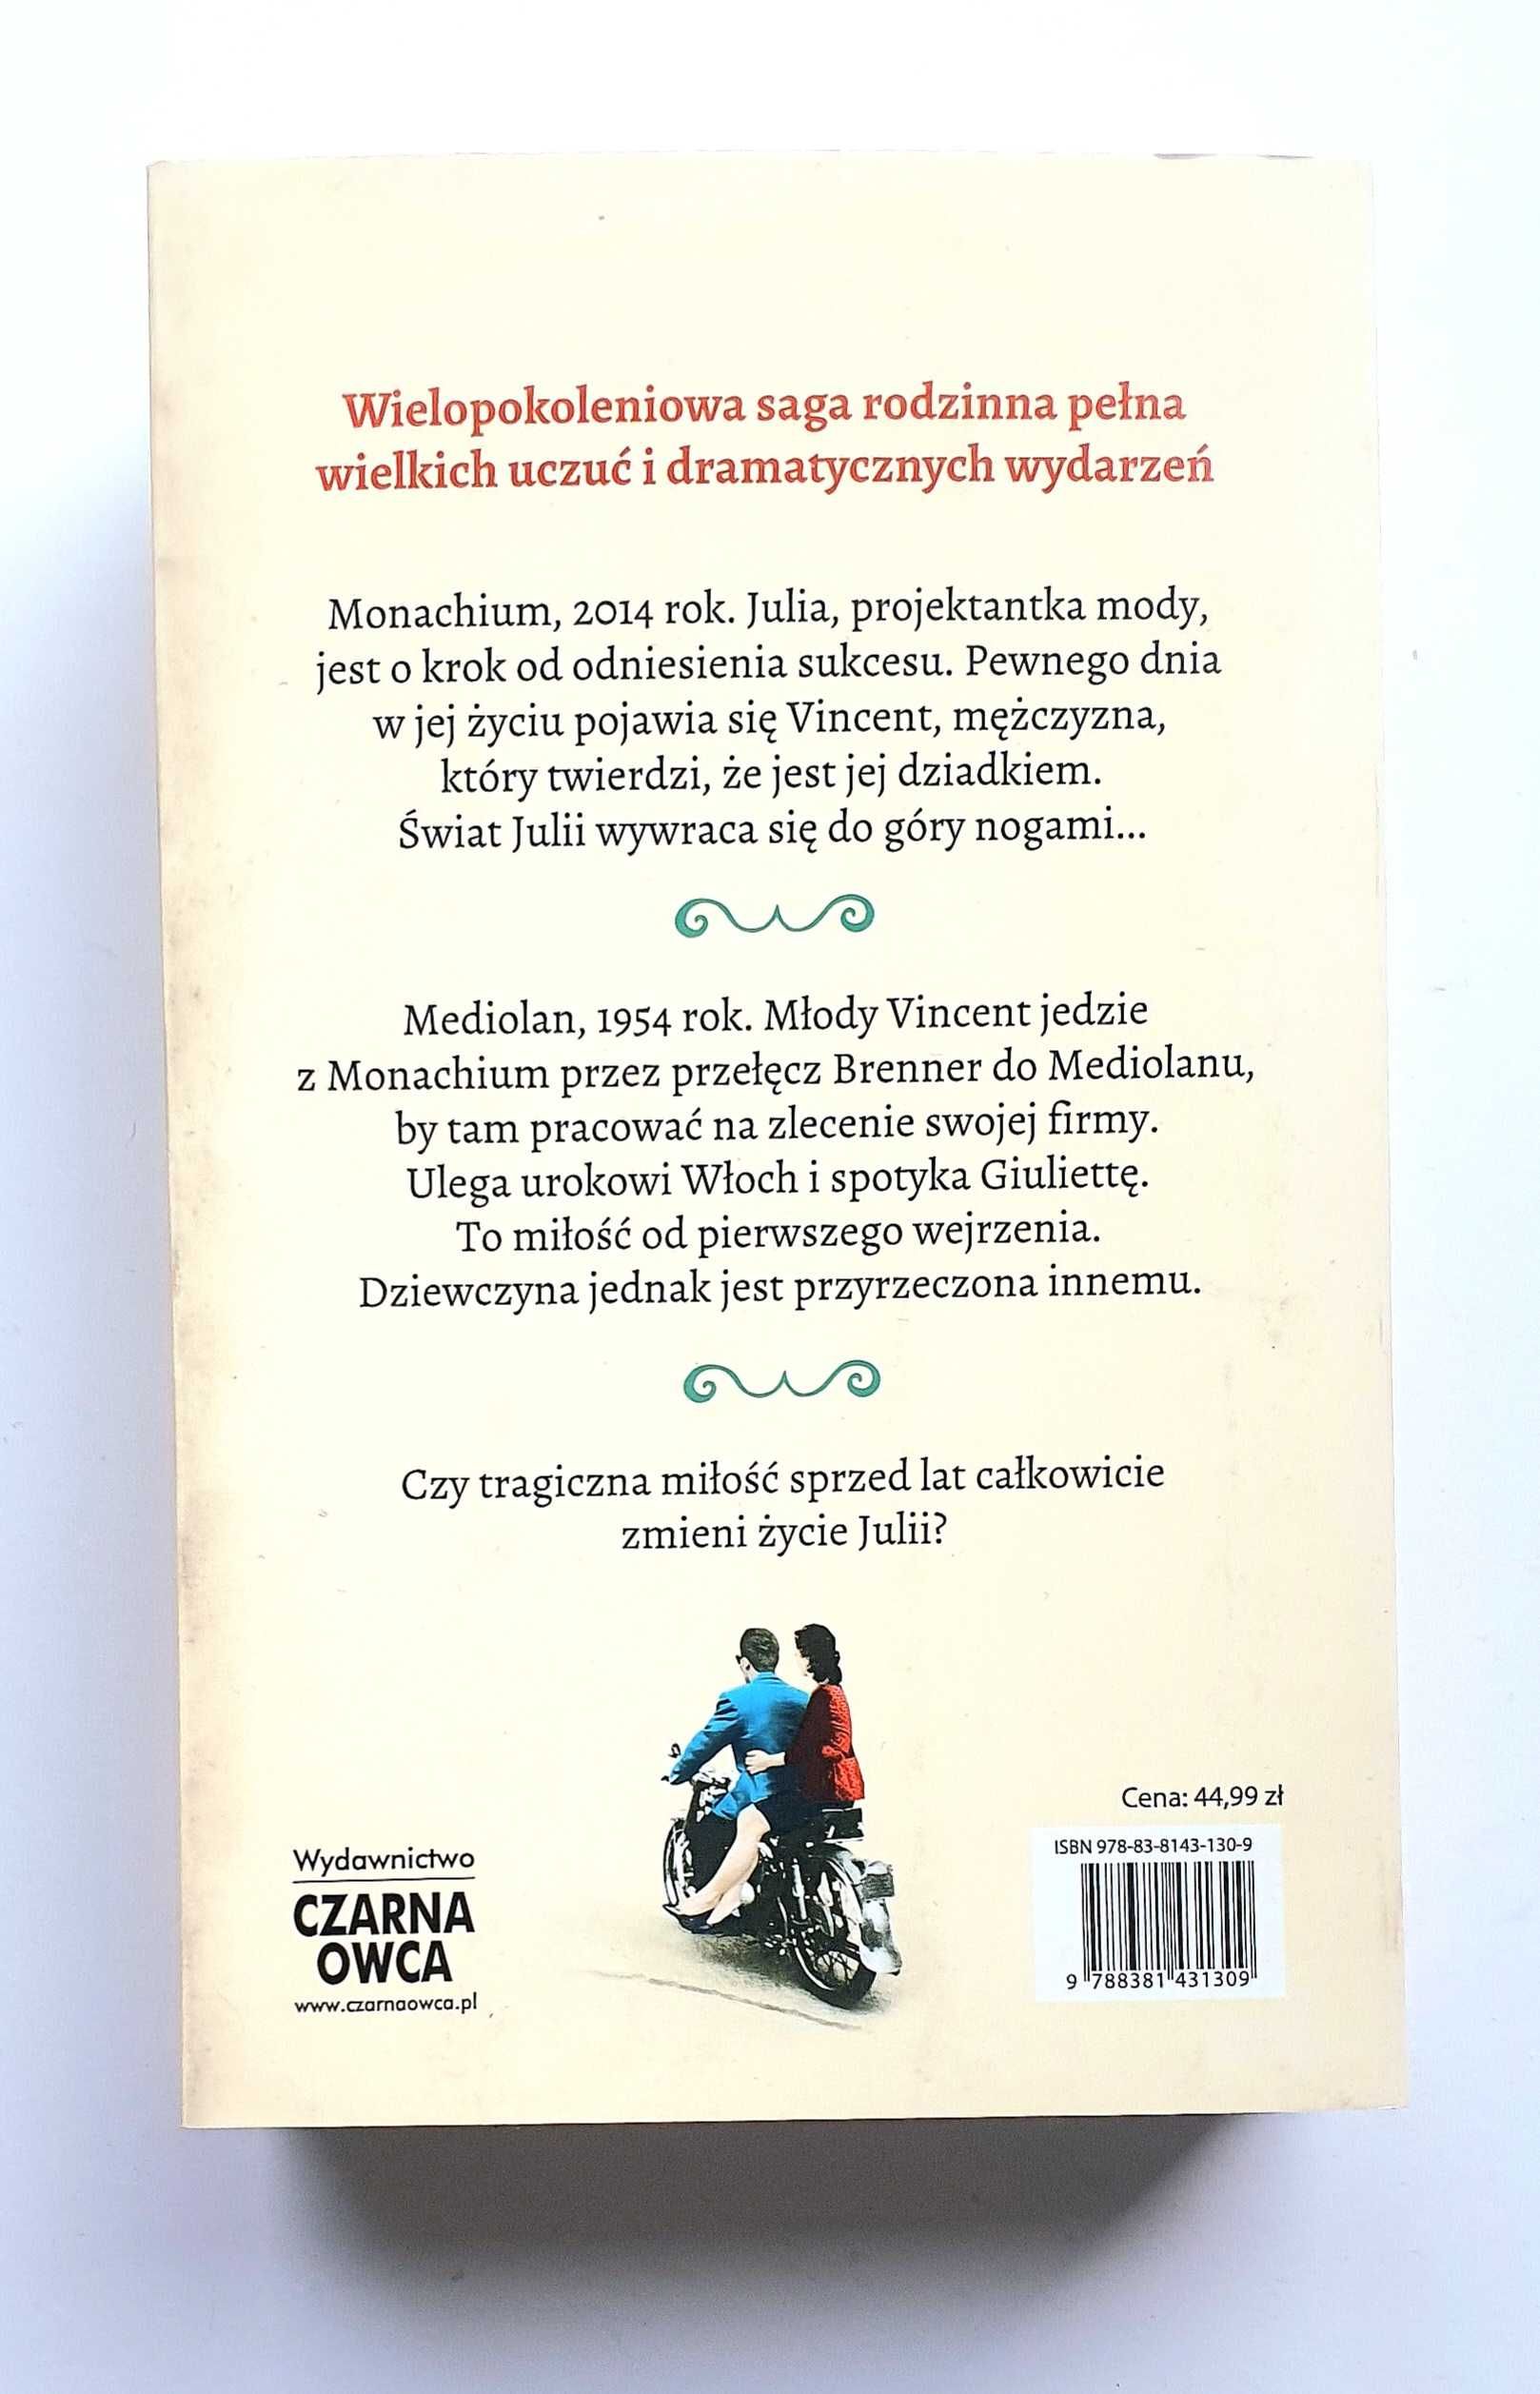 Wielopokoleniowa saga rodzinna pełna
wielkich uczuć i dramatycznych wydarzeń
Monachium, 2014 rok. Julia, projektantka mody,
jest o krok od odniesienia sukcesu. Pewnego dnia
w jej życiu pojawia się Vincent, mężczyzna,
który twierdzi, że jest jej dziadkiem.
Świat Julii wywraca się do góry nogami...
Mediolan, 1954 rok. Młody Vincent jedzie
z Monachium przez przełęcz Brenner do Mediolanu,
by tam pracować na zlecenie swojej firmy.
Ulega urokowi Włoch i spotyka Giuliettę.
To miłość od pierwszego wejrzenia.
Dziewczyna jednak jest przyrzeczona innemu.
Czy tragiczna miłość sprzed lat całkowicie
zmieni życie Julii?
Wydawnictwo
CZARNA
OWCA
www.czarnaowca.pl
Cena: 44,99 zł
ISBN 978-83-8143-130-9
9 788381 431309